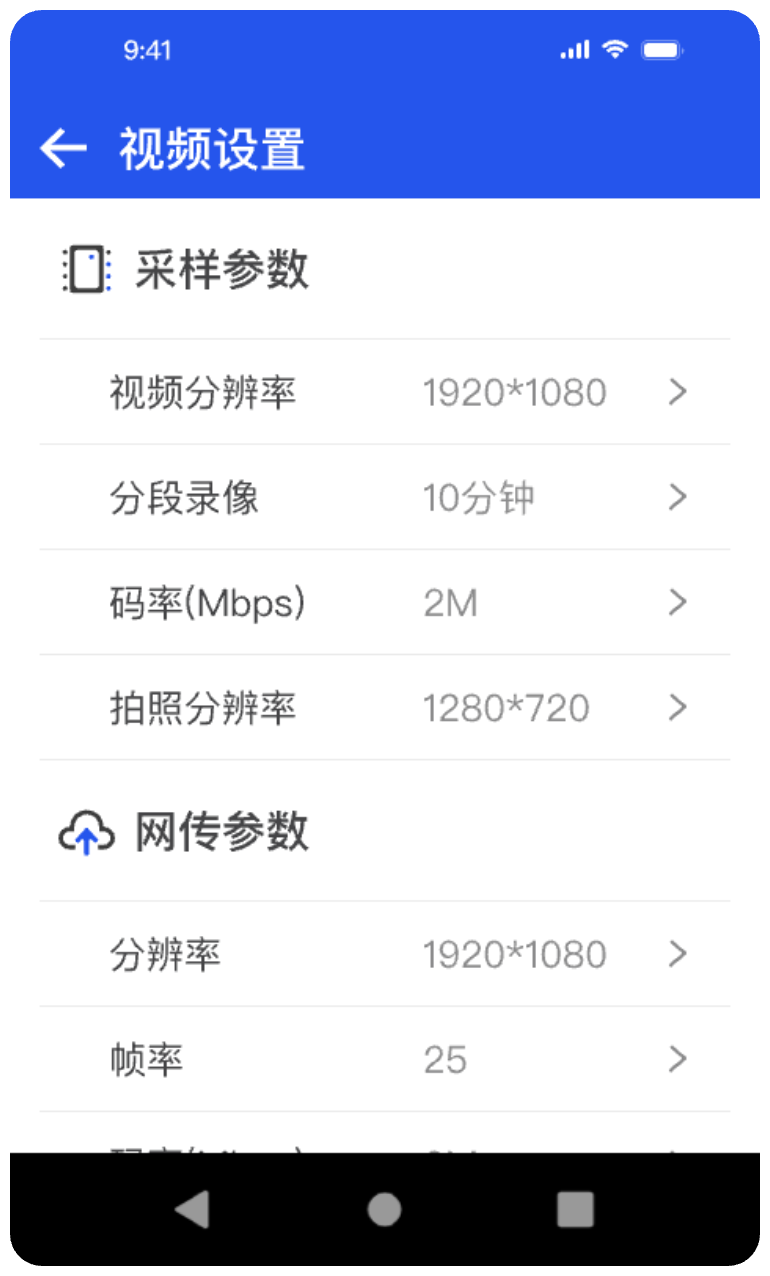 9:41
视频设置
采样参数
视频分辨率 1920*1080
分段录像 10分钟
码率(Mbps) 2M
拍照分辨率 1280*720
网传参数
分辨率 1920*1080
帧率 25